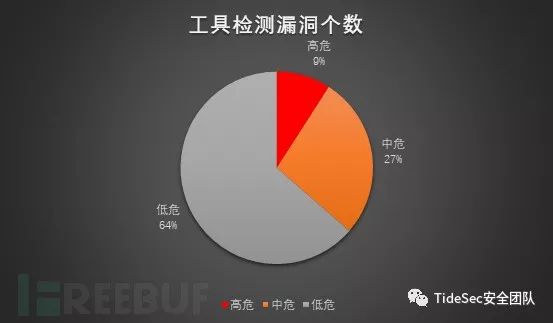 工具检测漏洞个数
高危
9%
中危
27%
低危
64%
高危 中危 低危
FREEBUF
TideSec安全团队